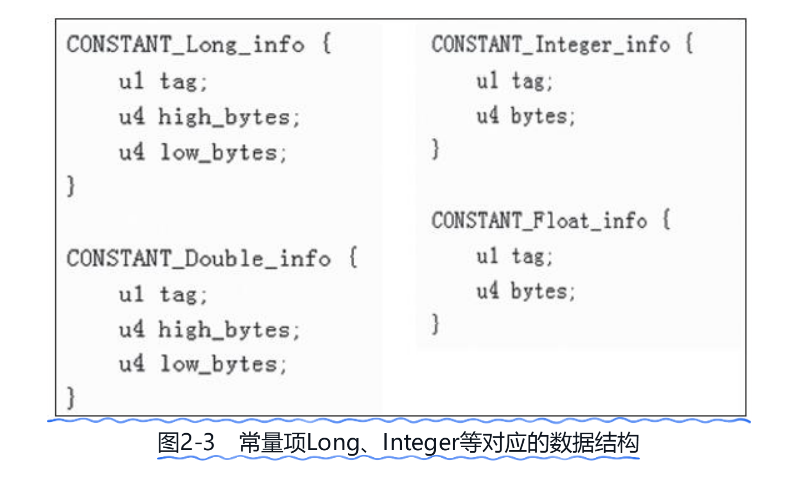 CONSTANT_Long_info {
u1 tag;
u4 high_bytes;
u4 low_bytes;
}
CONSTANT_Double_info {
u1 tag;
u4 high_bytes;
u4 low_bytes;
}
CONSTANT_Integer_info {
u1 tag;
u4 bytes;
}
CONSTANT_Float_info {
u1 tag;
u4 bytes;
}
图2-3 常量项Long、Integer等对应的数据结构